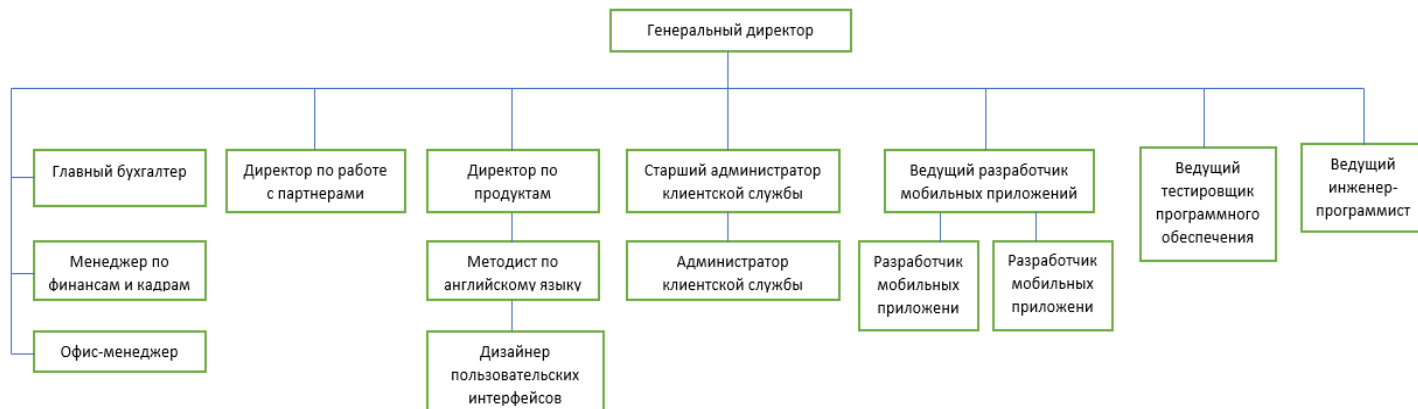 Генеральный директор
Главный бухгалтер
Директор по работе
с партнерами
Директор по
продуктам
Старший администратор
клиентской службы
Ведущий разработчик
мобильных приложений
Ведущий
тестировщик
программного
обеспечения
Ведущий
инженер-
программист
Менеджер по
финансам и кадрам
Методист по
английскому языку
Администратор
клиентской службы
Разработчик
мобильных
приложени
Разработчик
мобильных
приложени
Офис-менеджер
Дизайнер
пользовательских
интерфейсов